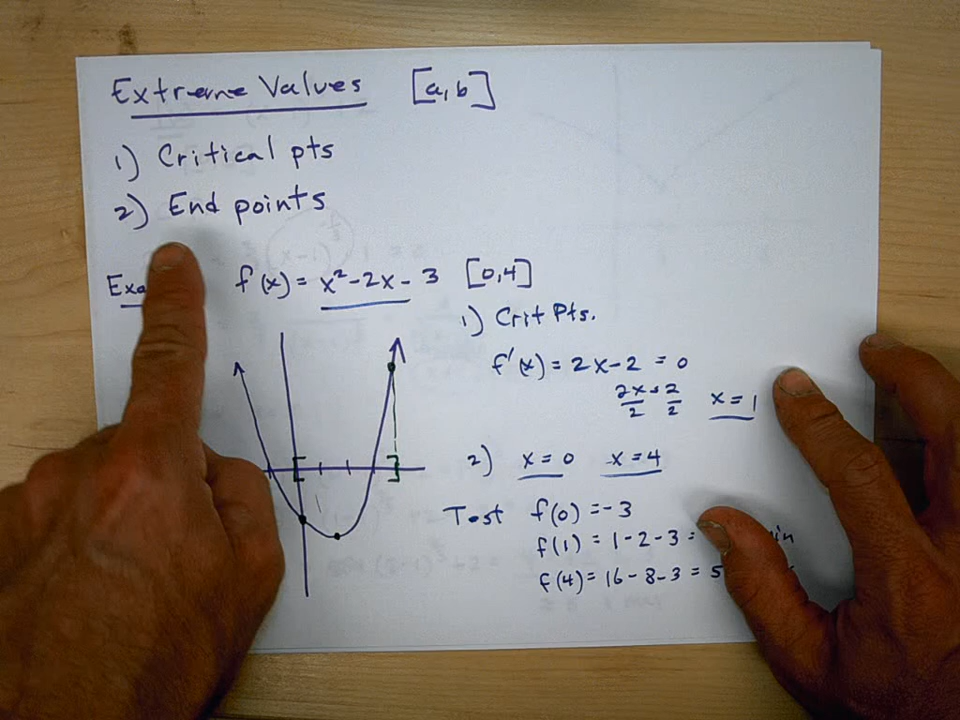 Extreme Values [a,b]
1) Critical pts
2) End points
f(x) = x²-2x-3 [0,4]
1) Crit Pts.
f'(x) = 2x-2 = 0
2x = 2
2 2
x = 1
2) x = 0 x = 4
Test f(0) = -3
f(1) = 1-2-3 =
f(4) = 16-8-3 = 5